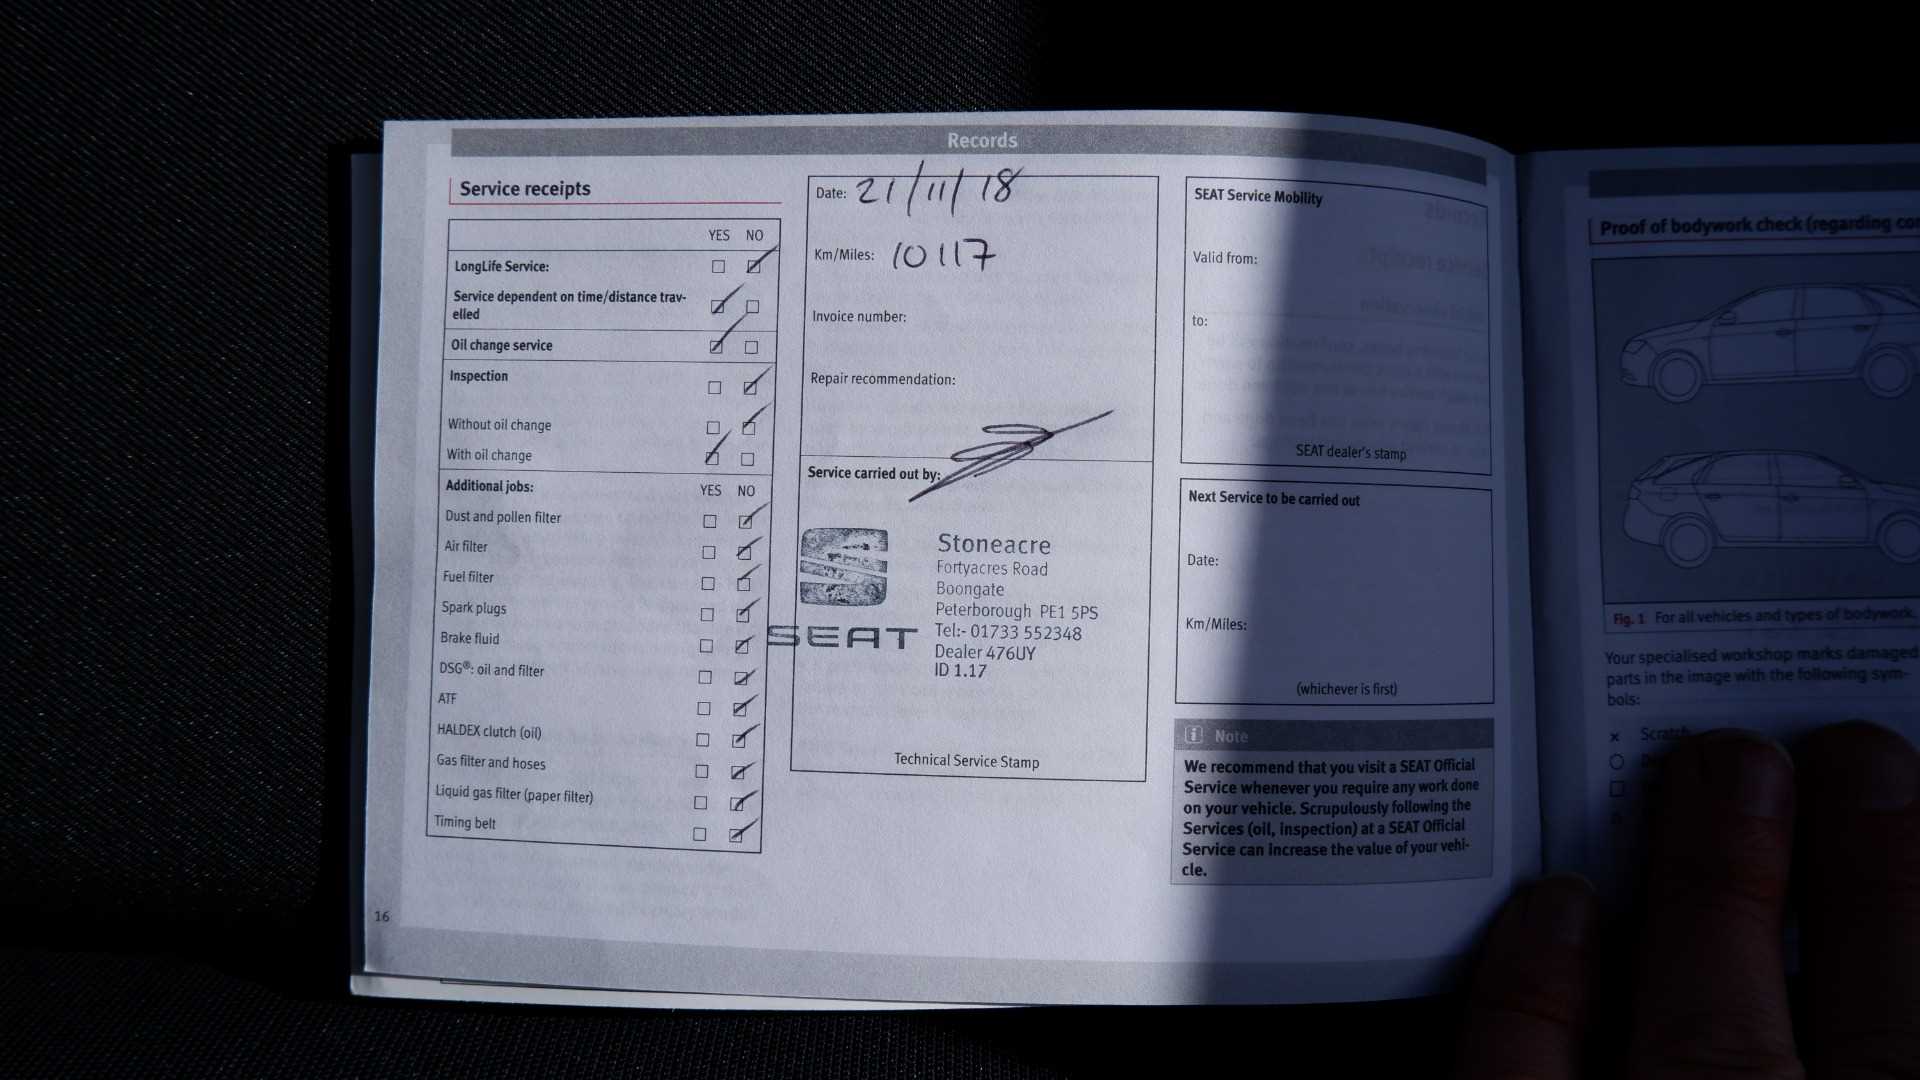 Records
Service receipts
YES NO
LongLife Service:
Service dependent on time/distance trav-
elled
Oil change service
Inspection
Without oil change
With oil change
Additional jobs: YES NO
Dust and pollen filter
Air filter
Fuel filter
Spark plugs
Brake fluid
DSG®: oil and filter
ATF
HALDEX clutch (oil)
Gas filter and hoses
Liquid gas filter (paper filter)
Timing belt
16
Date: 21/11/18
Km/Miles: 10117
Invoice number:
Repair recommendation:
Service carried out by:
SEAT
Stoneacre
Fortyacres Road
Boongate
Peterborough PE1 5PS
Tel:- 01733 552348
Dealer 476UY
ID 1.17
Technical Service Stamp
SEAT Service Mobility
Valid from:
to:
SEAT dealer's stamp
Next Service to be carried out
Date:
Km/Miles:
(whichever is first)
i Note
We recommend that you visit a SEAT Official
Service whenever you require any work done
on your vehicle. Scrupulously following the
Services (oil, inspection) at a SEAT Official
Service can increase the value of your vehi-
cle.
Proof of bodywork check (regarding
Fig. 1 For all vehicles and types of bodywork.
Your specialised workshop marks damaged
parts in the image with the following sym-
bols:
x Scratch